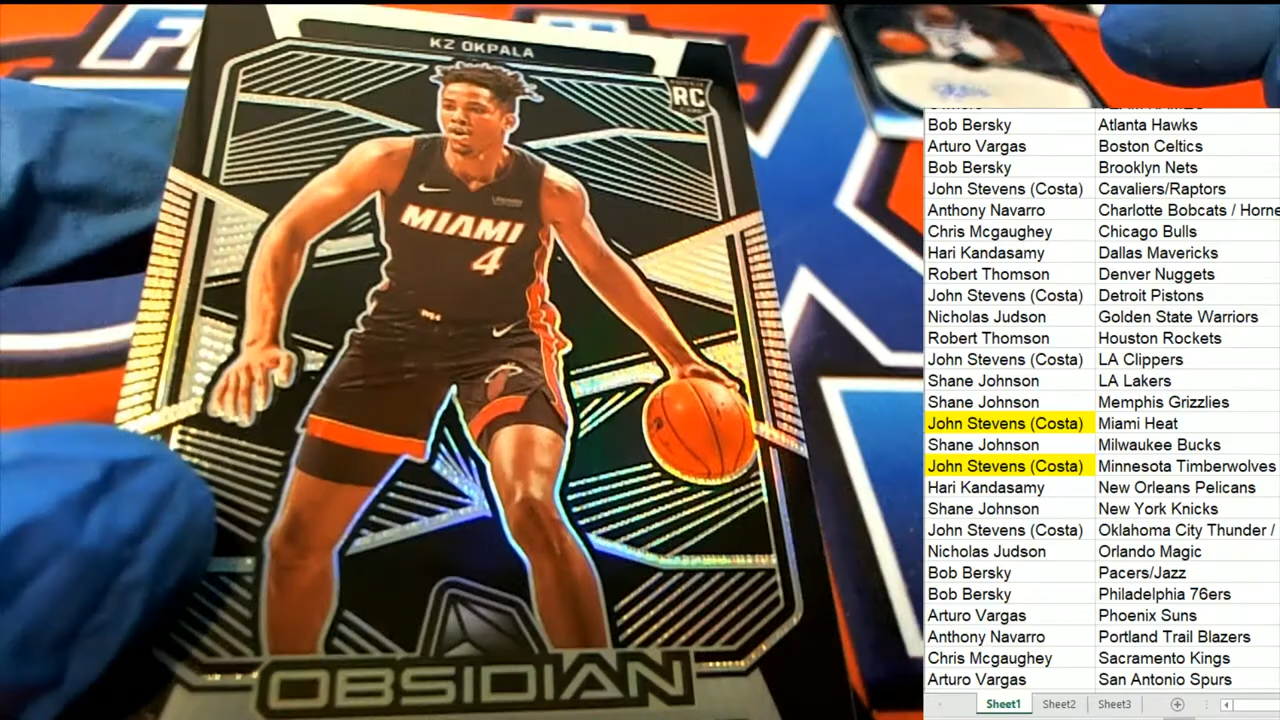 KZ OKPALA
RC
MIAMI
4
OBSIDIAN
Bob Bersky Atlanta Hawks
Arturo Vargas Boston Celtics
Bob Bersky Brooklyn Nets
John Stevens (Costa) Cavaliers/Raptors
Anthony Navarro Charlotte Bobcats / Horne
Chris Mcgaughey Chicago Bulls
Hari Kandasamy Dallas Mavericks
Robert Thomson Denver Nuggets
John Stevens (Costa) Detroit Pistons
Nicholas Judson Golden State Warriors
Robert Thomson Houston Rockets
John Stevens (Costa) LA Clippers
Shane Johnson LA Lakers
Shane Johnson Memphis Grizzlies
John Stevens (Costa) Miami Heat
Shane Johnson Milwaukee Bucks
John Stevens (Costa) Minnesota Timberwolves
Hari Kandasamy New Orleans Pelicans
Shane Johnson New York Knicks
John Stevens (Costa) Oklahoma City Thunder /
Nicholas Judson Orlando Magic
Bob Bersky Pacers/Jazz
Bob Bersky Philadelphia 76ers
Arturo Vargas Phoenix Suns
Anthony Navarro Portland Trail Blazers
Chris Mcgaughey Sacramento Kings
Arturo Vargas San Antonio Spurs
Sheet1 Sheet2 Sheet3